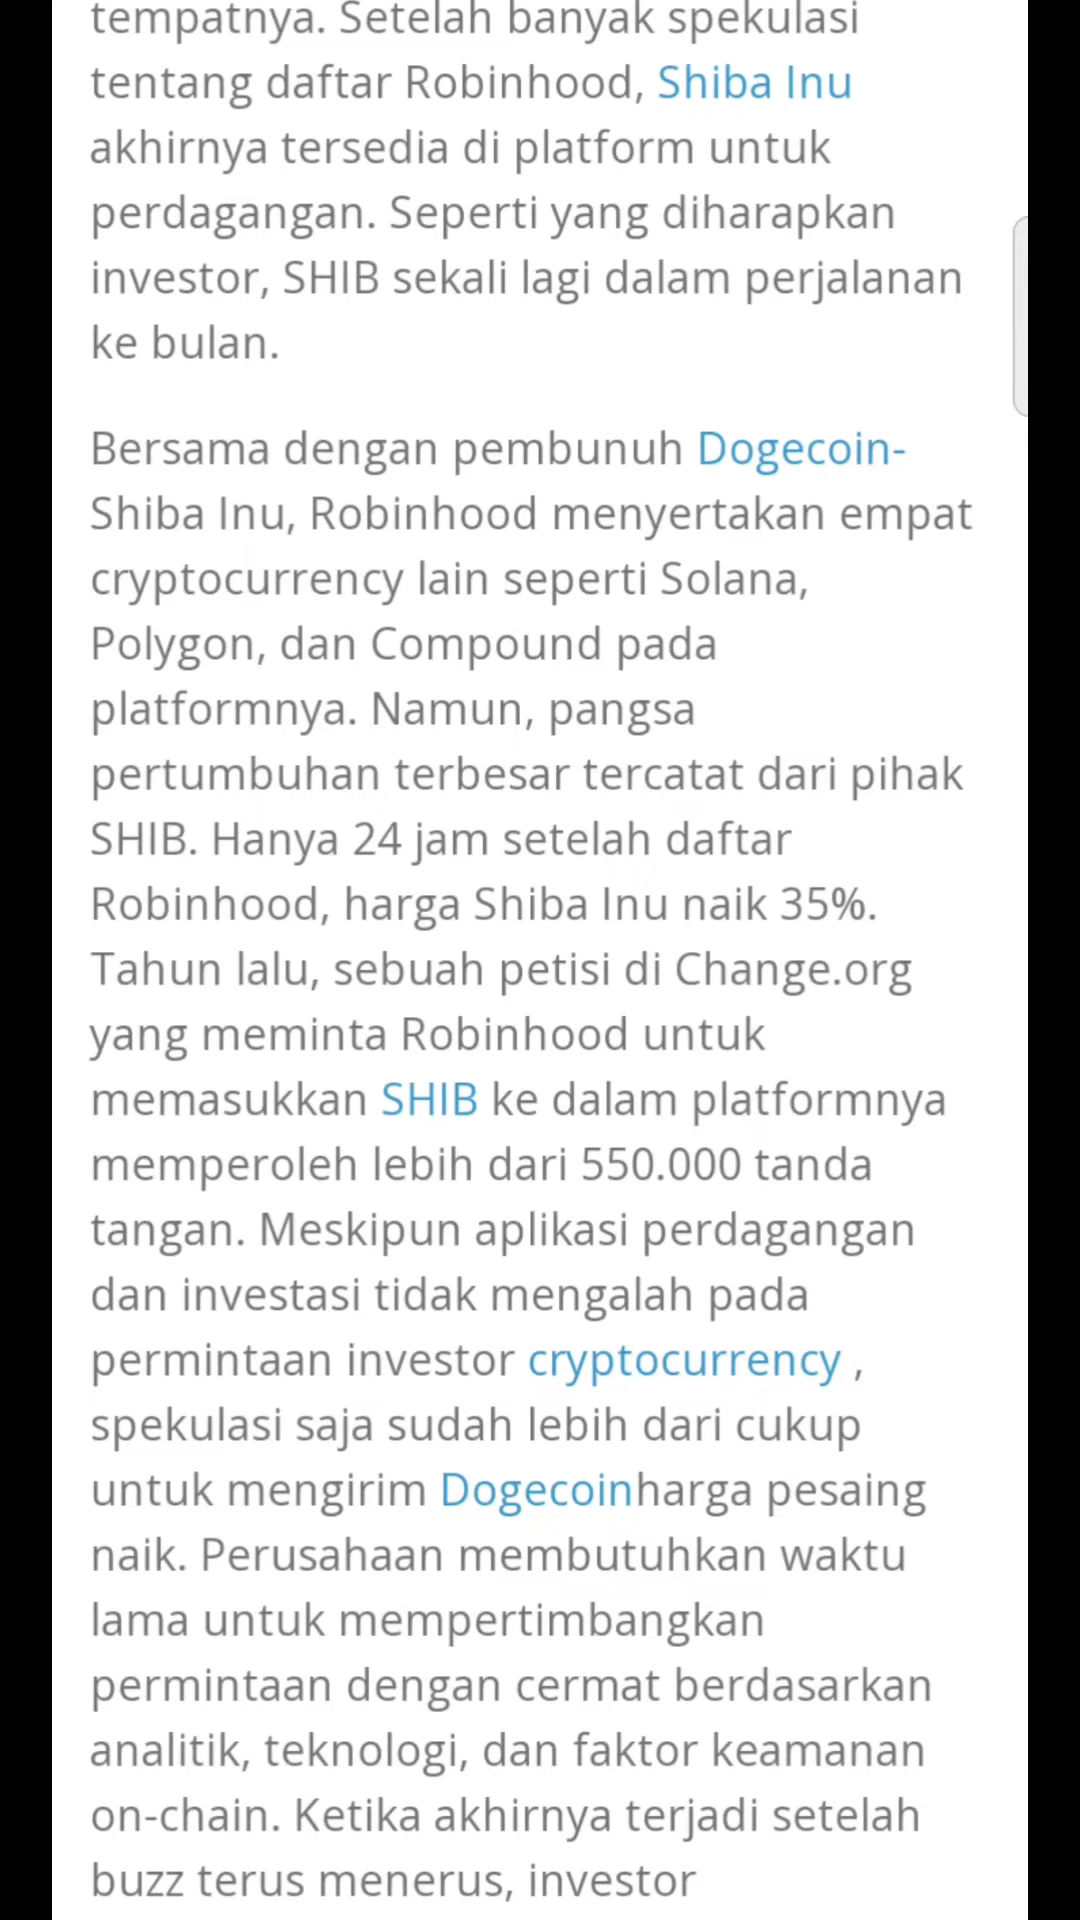 tempatnya. Setelah banyak spekulasi
tentang daftar Robinhood, Shiba Inu
akhirnya tersedia di platform untuk
perdagangan. Seperti yang diharapkan
investor, SHIB sekali lagi dalam perjalanan
ke bulan.
Bersama dengan pembunuh Dogecoin-
Shiba Inu, Robinhood menyertakan empat
cryptocurrency lain seperti Solana,
Polygon, dan Compound pada
platformnya. Namun, pangsa
pertumbuhan terbesar tercatat dari pihak
SHIB. Hanya 24 jam setelah daftar
Robinhood, harga Shiba Inu naik 35%.
Tahun lalu, sebuah petisi di Change.org
yang meminta Robinhood untuk
memasukkan SHIB ke dalam platformnya
memperoleh lebih dari 550.000 tanda
tangan. Meskipun aplikasi perdagangan
dan investasi tidak mengalah pada
permintaan investor cryptocurrency ,
spekulasi saja sudah lebih dari cukup
untuk mengirim Dogecoinharga pesaing
naik. Perusahaan membutuhkan waktu
lama untuk mempertimbangkan
permintaan dengan cermat berdasarkan
analitik, teknologi, dan faktor keamanan
on-chain. Ketika akhirnya terjadi setelah
buzz terus menerus, investor